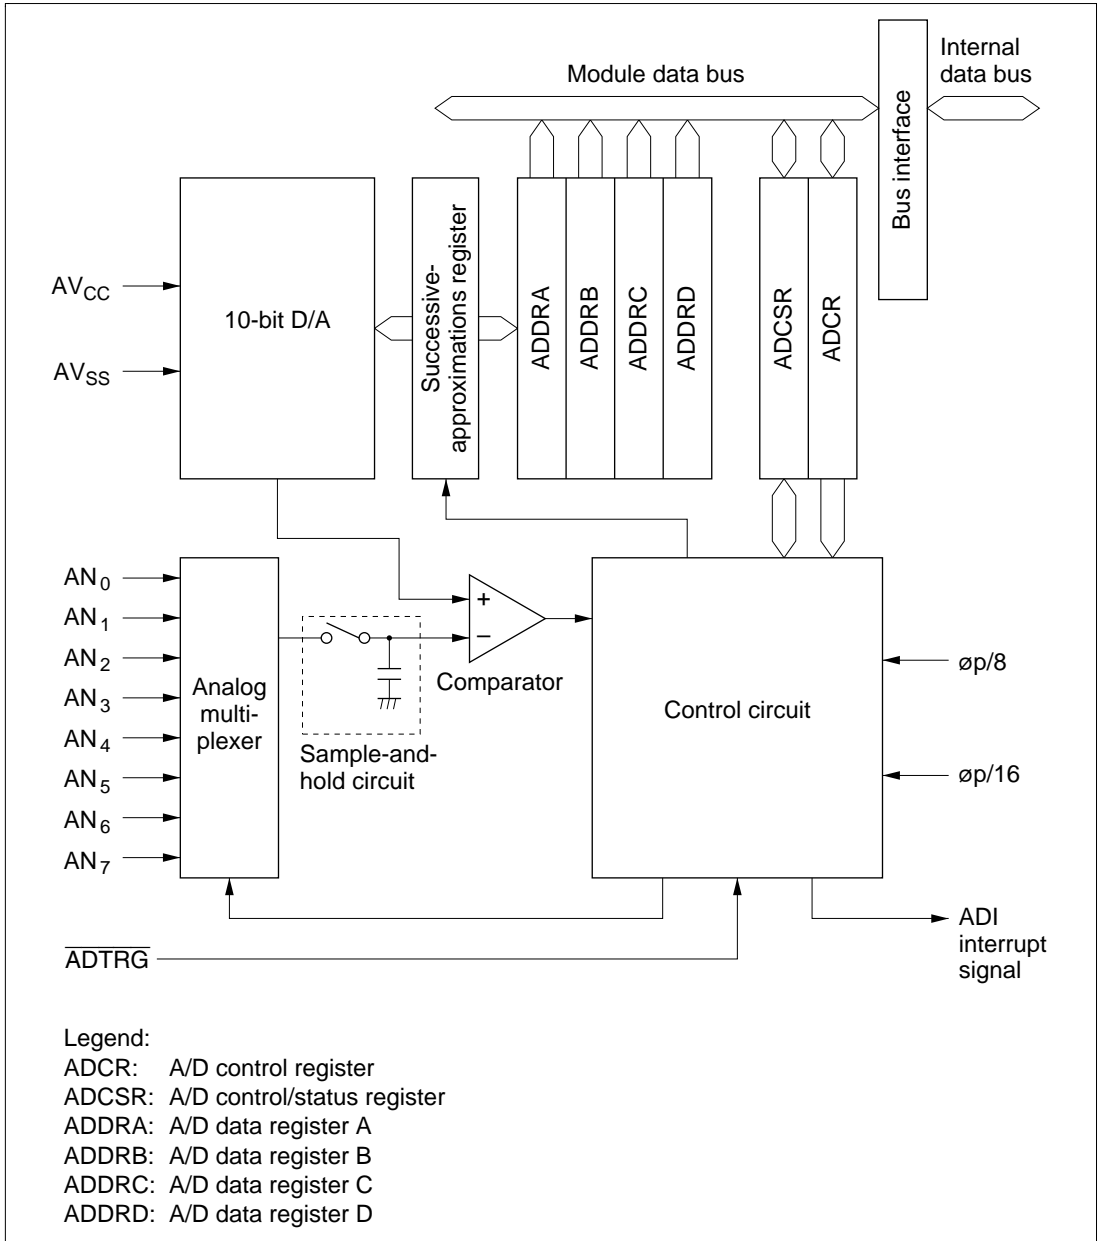 Internal
data bus
Module data bus
Bus interface
AVCC
AVSS
10-bit D/A
Successive-
approximations register
ADDRA
ADDRB
ADDRC
ADDRD
ADCSR
ADCR
AN0
AN1
AN2
AN3
AN4
AN5
AN6
AN7
Analog
multi-
plexer
Sample-and-
hold circuit
+
−
Comparator
Control circuit
øp/8
øp/16
ADTRG
ADI
interrupt
signal
Legend:
ADCR: A/D control register
ADCSR: A/D control/status register
ADDRA: A/D data register A
ADDRB: A/D data register B
ADDRC: A/D data register C
ADDRD: A/D data register D